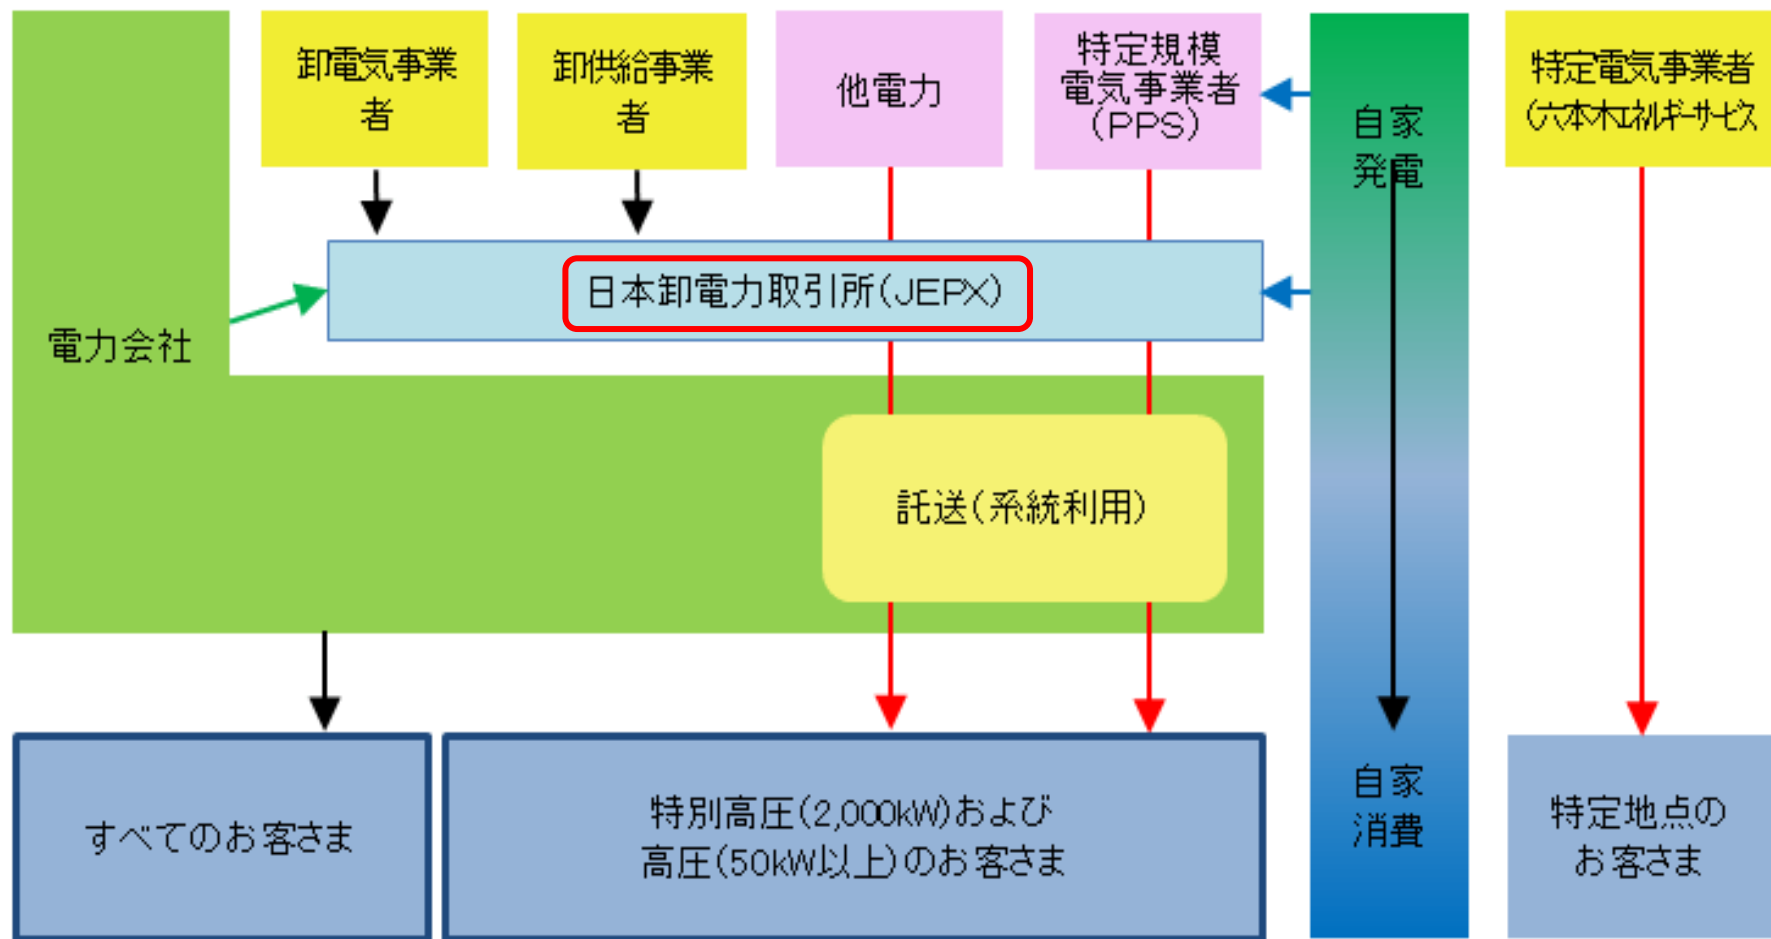 卸電気事業
者
卸供給事業
者
他電力
特定規模
電気事業者
(PPS)
自家
発電
特定電気事業者
(六本木エネルギーサービス
日本卸電力取引所(JEPX)
電力会社
託送(系統利用)
すべてのお客さま
特別高圧(2,000kW)および
高圧(50kW以上)のお客さま
自家
消費
特定地点の
お客さま